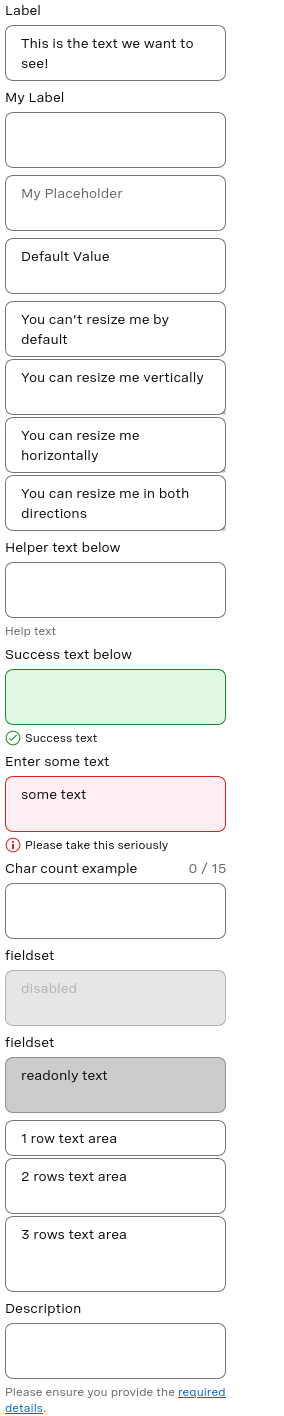 Label
This is the text we want to
see!
My Label
My Placeholder
Default Value
You can't resize me by
default
You can resize me vertically
You can resize me
horizontally
You can resize me in both
directions
Helper text below
Help text
Success text below
Success text
Enter some text
some text
Please take this seriously
Char count example 0 / 15
fieldset
disabled
fieldset
readonly text
1 row text area
2 rows text area
3 rows text area
Description
Please ensure you provide the required
details.